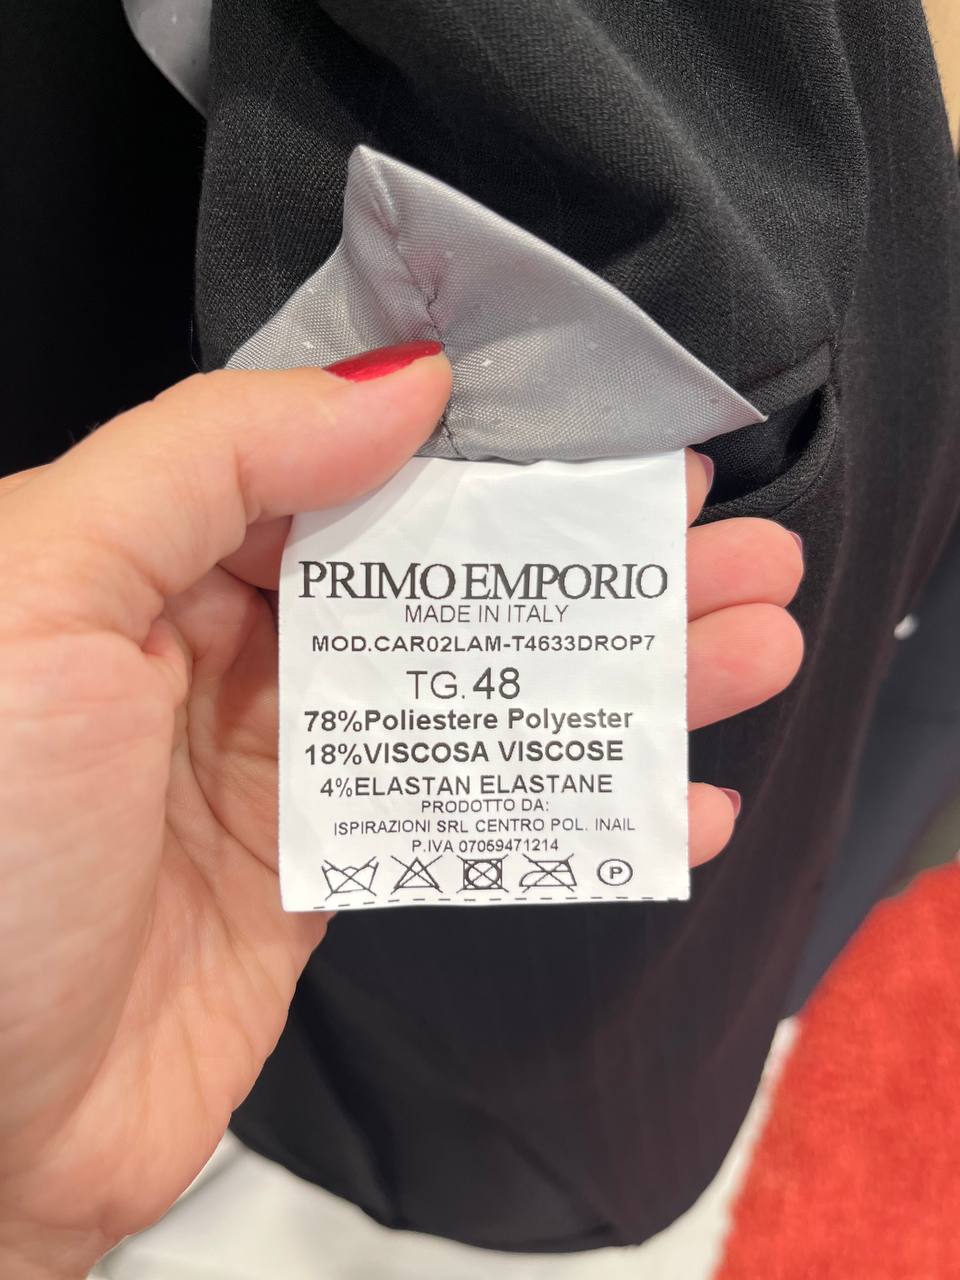 PRIMO EMPORIO
MADE IN ITALY
MOD.CAR02LAM-T4633DROP7
TG. 48
78%Poliestere Polyester
18%VISCOSA VISCOSE
4%ELASTAN ELASTANE
PRODOTTO DA:
ISPIRAZIONI SRL CENTRO POL. INAIL
P.IVA 07059471214
P